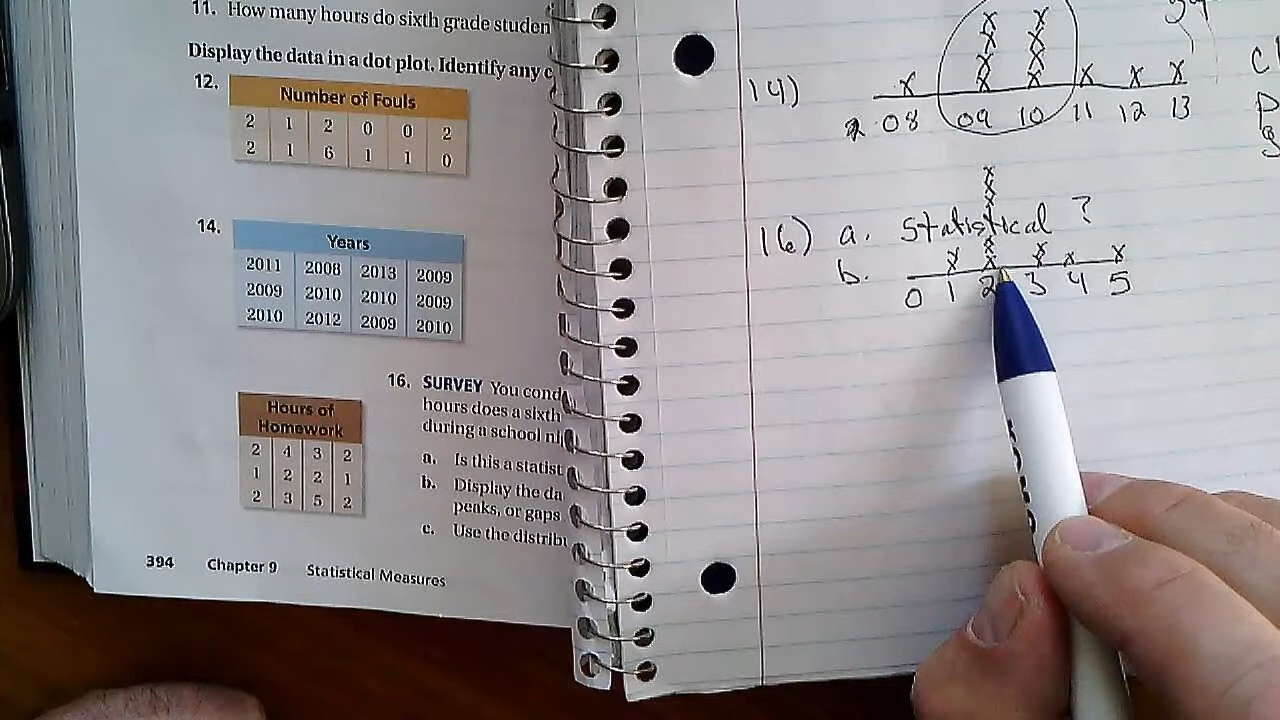 11. How many hours do sixth grade studen
Display the data in a dot plot. Identify any c
12.
Number of Fouls
2 1 2 0 0 2
2 1 6 1 1 0
14.
Years
2011 2008 2013 2009
2009 2010 2010 2009
2010 2012 2009 2010
Hours of
Homework
2 4 3 2
1 2 2 1
2 3 5 2
16. SURVEY You cond
hours does a sixth
during a school ni
a. Is this a statist
b. Display the da
peaks, or gaps
c. Use the distribu
394 Chapter 9 Statistical Measures
14)
08 09 10 11 12 13
16) a. Statistical ?
b.
0 1 2 3 4 5